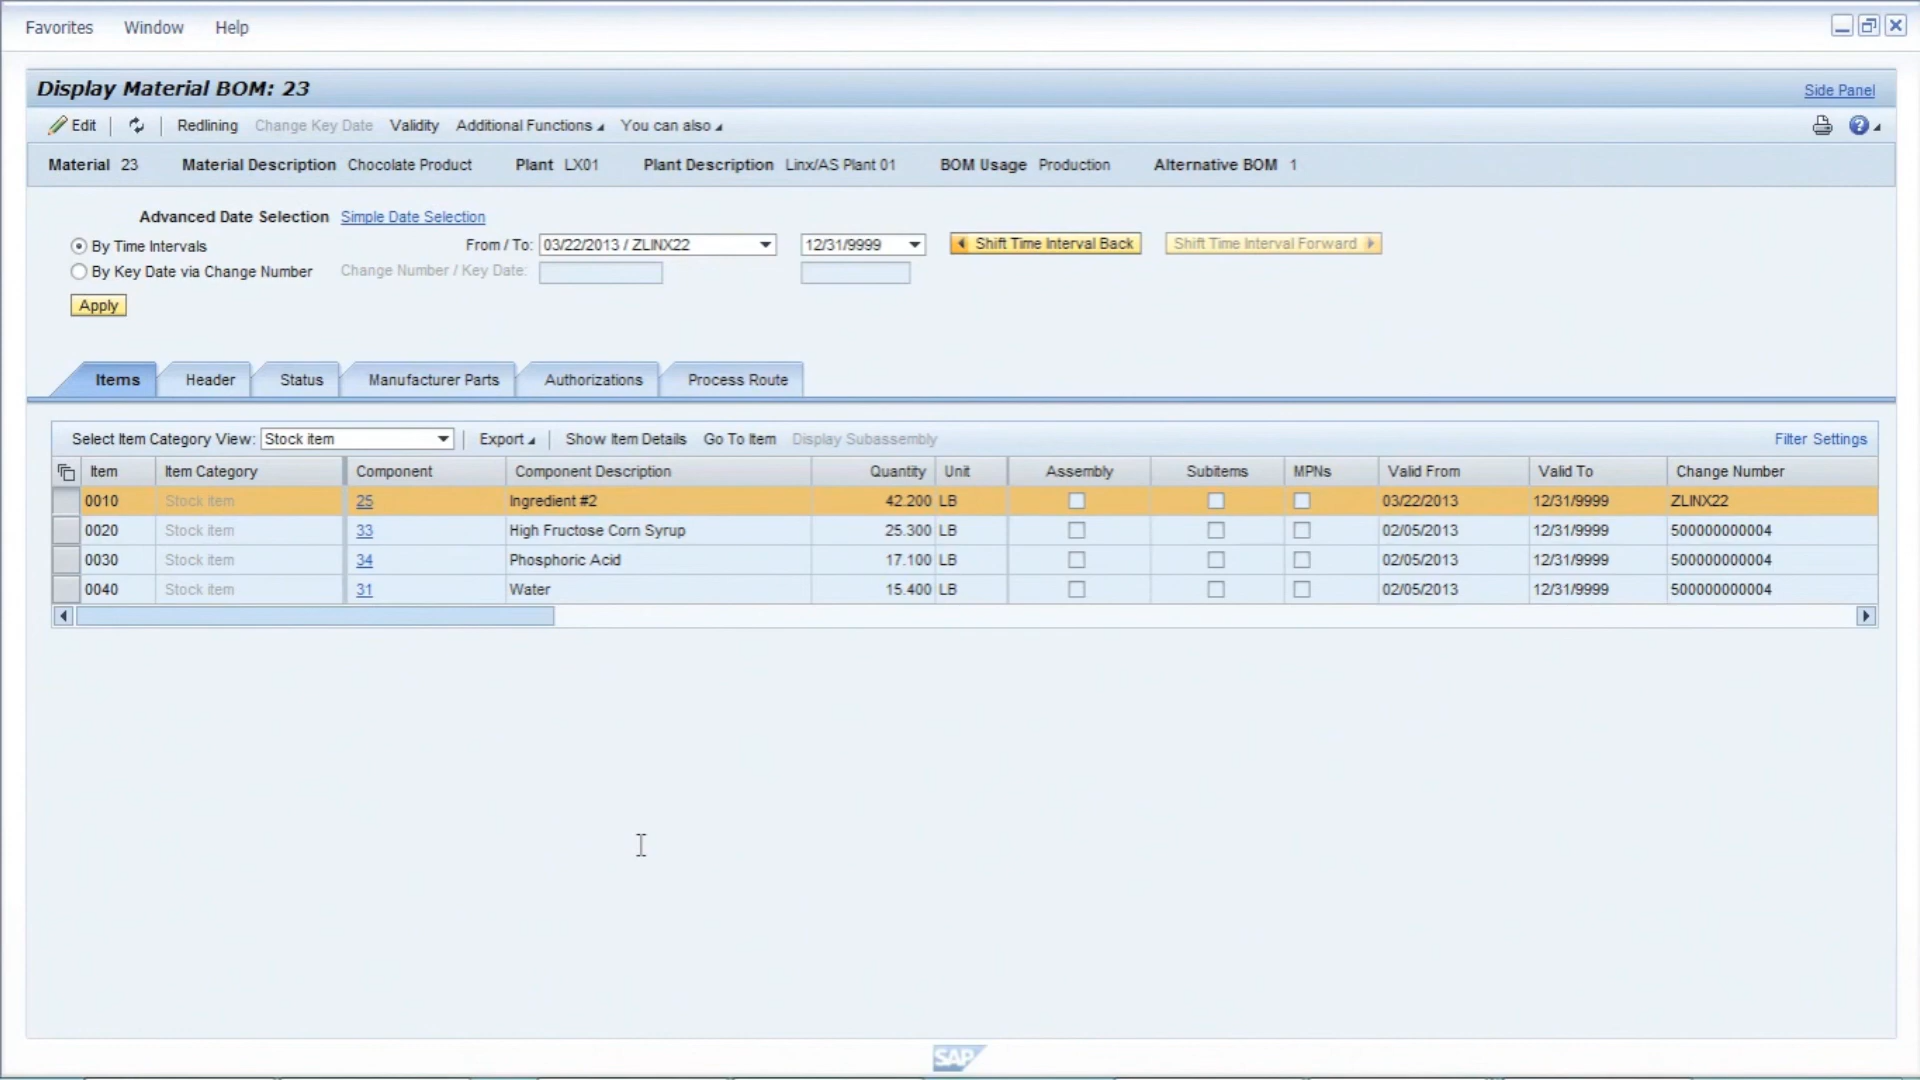 Favorites Window Help
Display Material BOM: 23 Side Panel
Edit Redlining Change Key Date Validity Additional Functions You can also
Material 23 Material Description Chocolate Product Plant LX01 Plant Description Linx/AS Plant 01 BOM Usage Production Alternative BOM 1
Advanced Date Selection Simple Date Selection
By Time Intervals From / To: 03/22/2013 / ZLINX22 12/31/9999 Shift Time Interval Back Shift Time Interval Forward
By Key Date via Change Number Change Number / Key Date:
Apply
Items Header Status Manufacturer Parts Authorizations Process Route
Select Item Category View: Stock item Export Show Item Details Go To Item Display Subassembly Filter Settings
Item Item Category Component Component Description Quantity Unit Assembly Subitems MPNs Valid From Valid To Change Number
0010 Stock item 25 Ingredient #2 42.200 LB 03/22/2013 12/31/9999 ZLINX22
0020 Stock item 33 High Fructose Corn Syrup 25.300 LB 02/05/2013 12/31/9999 500000000004
0030 Stock item 34 Phosphoric Acid 17.100 LB 02/05/2013 12/31/9999 500000000004
0040 Stock item 31 Water 15.400 LB 02/05/2013 12/31/9999 500000000004
SAP